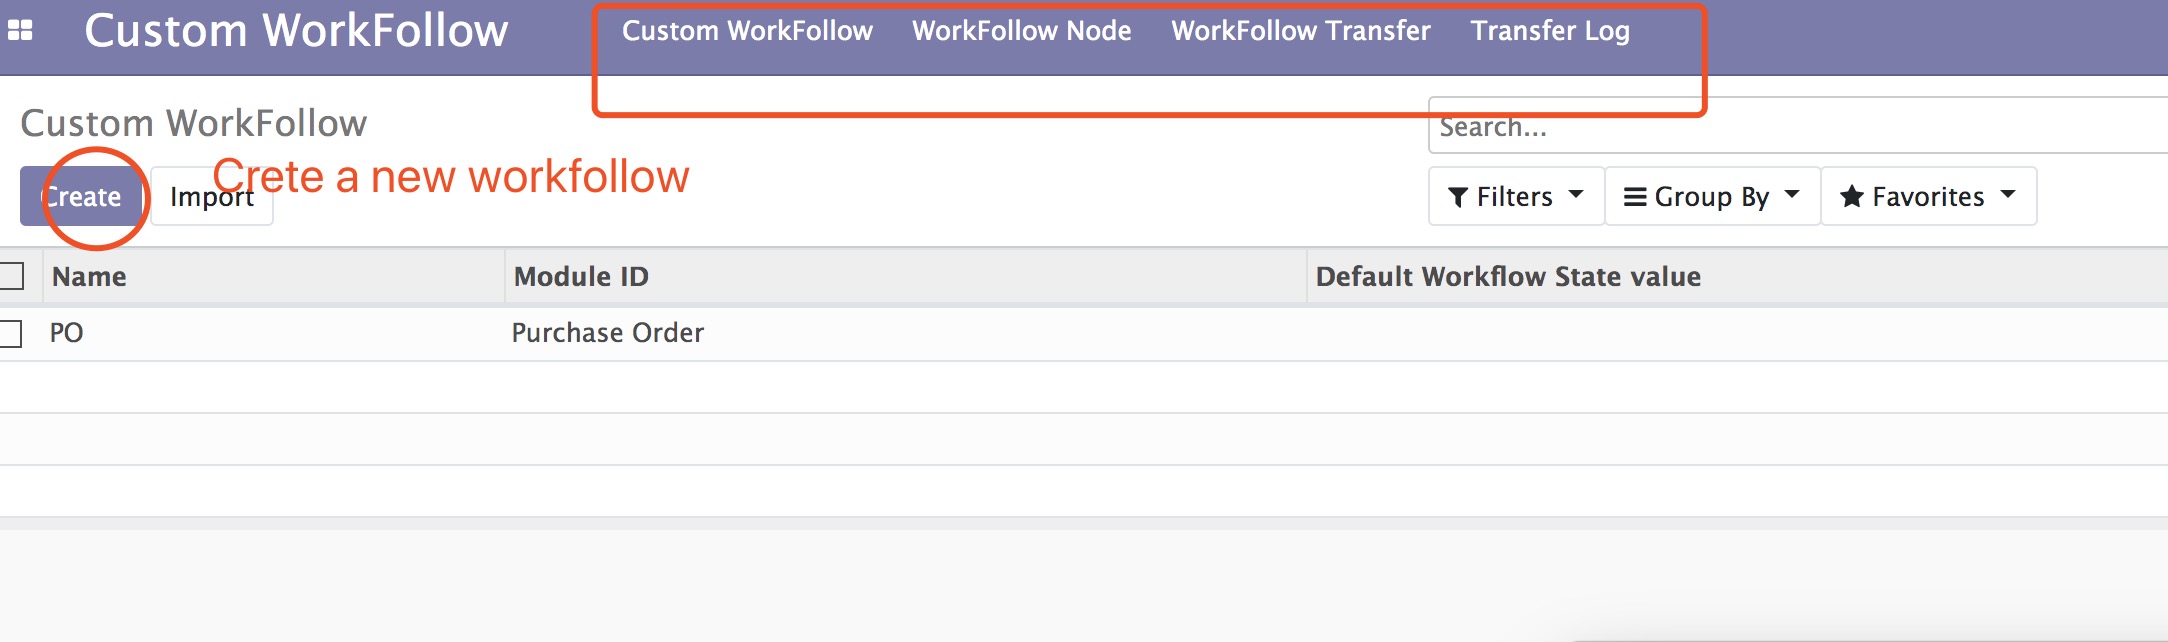 Custom WorkFollow Custom WorkFollow WorkFollow Node WorkFollow Transfer Transfer Log
Custom WorkFollow
Search...
Crete a new workfollow
Create Import Filters Group By Favorites
Name Module ID Default Workflow State value
PO Purchase Order